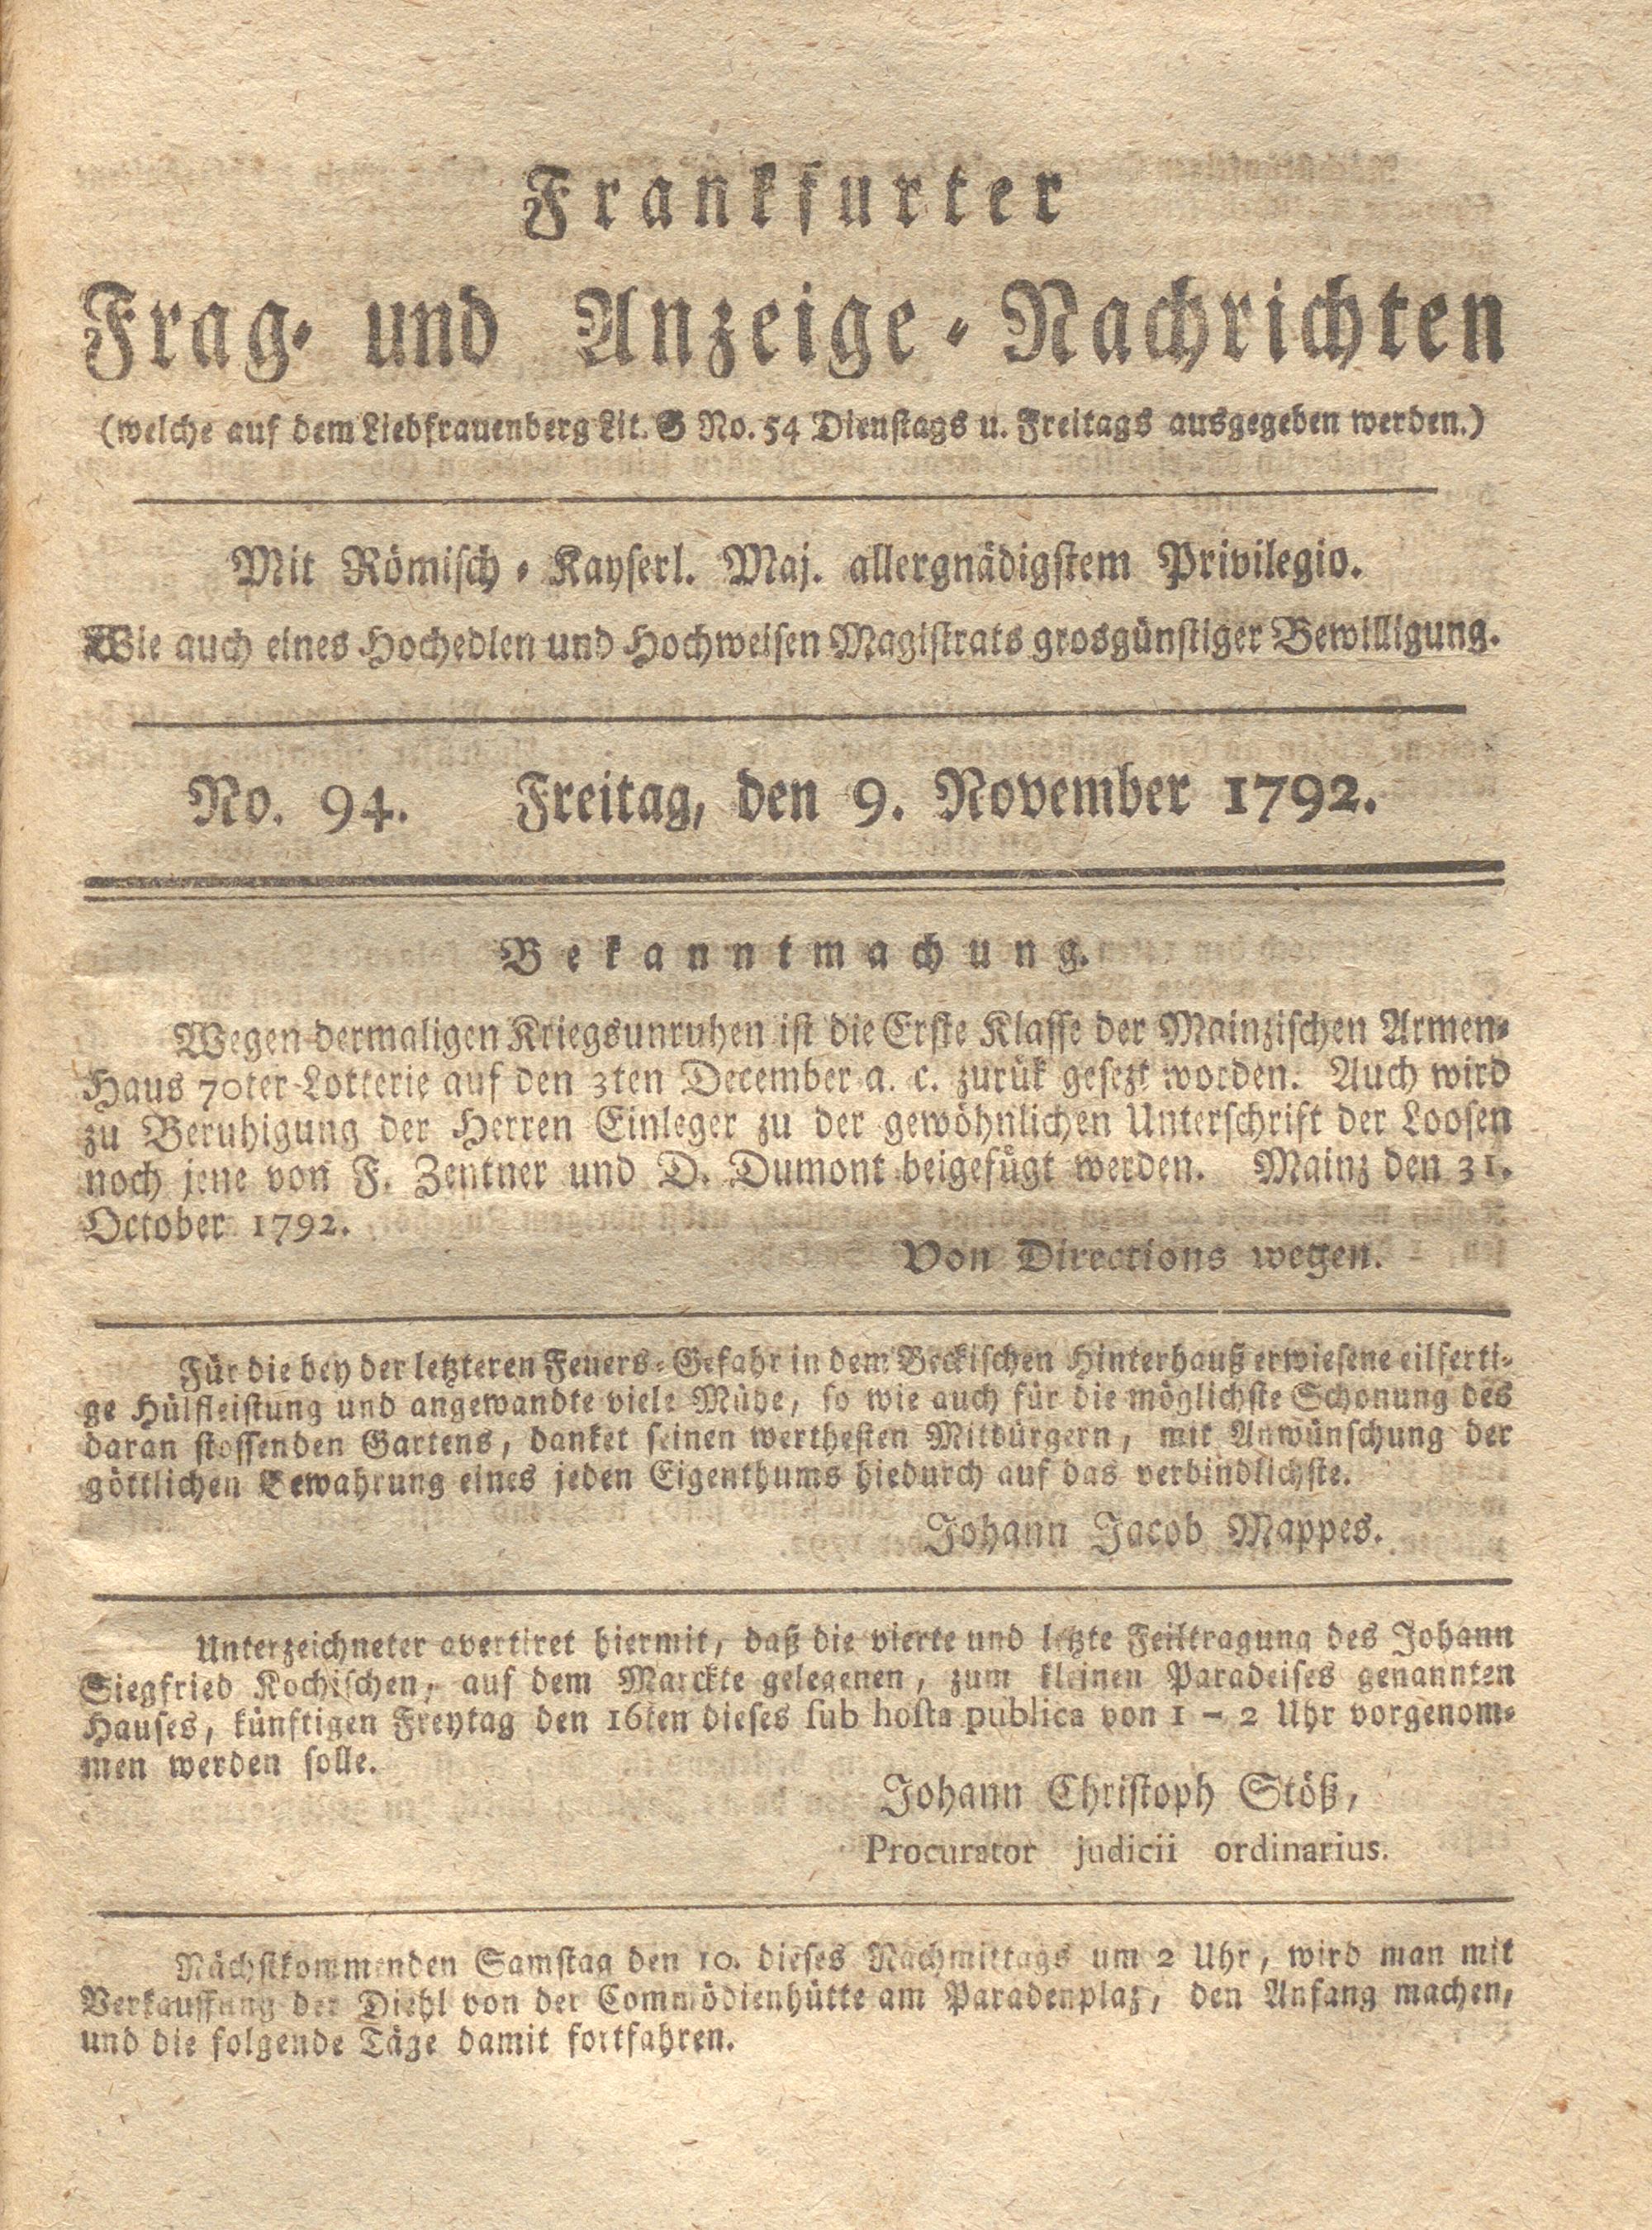 Frankfurter
Frag- und Anzeige-Nachrichten
(welche auf dem Liebfrauenberg Lit. G No. 54 Dienstags u. Freitags ausgegeben werden.)
Mit Römisch-Kayserl. Maj. allergnädigstem Privilegio.
Wie auch eines Hochedlen und Hochweisen Magistrats grosgünstiger Bewilligung.
No. 94. Freitag, den 9. November 1792.
Bekanntmachung.
Wegen dermaligen Kriegsunruhen ist die Erste Klasse der Mainzischen Armen-
Haus 70ter Lotterie auf den 3ten December a. c. zurük gesezt worden. Auch wird
zu Beruhigung der Herren Einleger zu der gewöhnlichen Unterschrift der Loosen
noch jene von F. Zentner und D. Dumont beigefügt werden. Mainz den 31.
October 1792.
Von Directions wegen.
Für die bey der letzteren Feuers-Gefahr in dem Beckischen Hinterhauß erwiesene eilferti-
ge Hülfleistung und angewandte viele Mühe, so wie auch für die möglichste Schonung des
daran stossenden Gartens, danket seinen werthesten Mitbürgern, mit Anwünschung der
göttlichen Bewahrung eines jeden Eigenthums hiedurch auf das verbindlichste.
Johann Jacob Mappes.
Unterzeichneter avertiret hiermit, daß die vierte und letzte Feiltragung des Johann
Siegfried Kochischen, auf dem Marckte gelegenen, zum kleinen Paradeises genannten
Hauses, künftigen Freytag den 16ten dieses sub hosta publica von 1 - 2 Uhr vorgenom-
men werden solle.
Johann Christoph Stöß,
Procurator judicii ordinarius.
Nächstkommenden Samstag den 10. dieses Nachmittags um 2 Uhr, wird man mit
Verkauffung der Diehl von der Commödienhütte am Paradenplaz, den Anfang machen,
und die folgende Täge damit fortfahren.